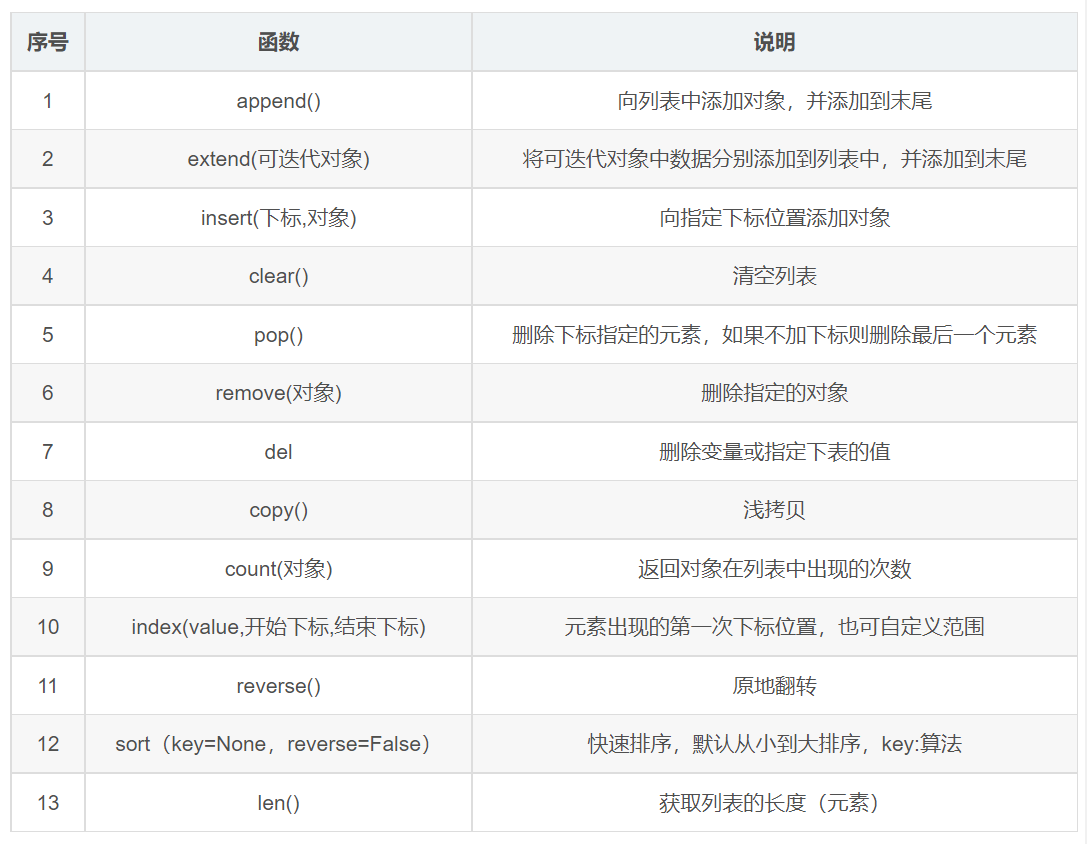 序号 函数 说明
1 append() 向列表中添加对象，并添加到末尾
2 extend(可迭代对象) 将可迭代对象中数据分别添加到列表中，并添加到末尾
3 insert(下标,对象) 向指定下标位置添加对象
4 clear() 清空列表
5 pop() 删除下标指定的元素，如果不加下标则删除最后一个元素
6 remove(对象) 删除指定的对象
7 del 删除变量或指定下表的值
8 copy() 浅拷贝
9 count(对象) 返回对象在列表中出现的次数
10 index(value,开始下标,结束下标) 元素出现的第一次下标位置，也可自定义范围
11 reverse() 原地翻转
12 sort（key=None，reverse=False） 快速排序，默认从小到大排序，key:算法
13 len() 获取列表的长度（元素）